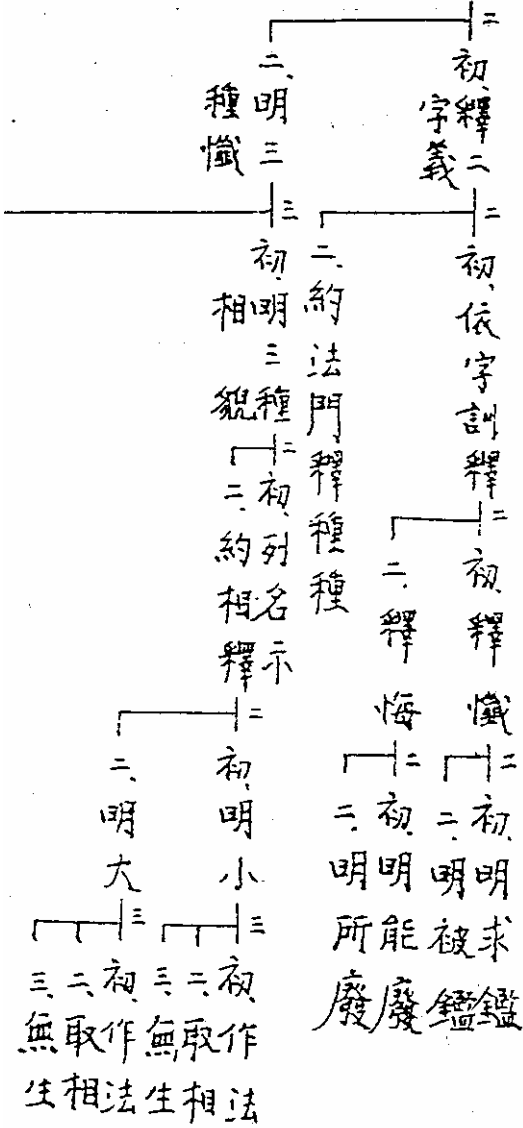 二
初、釋字義二
二
初、依字訓釋
二
初、釋懺
二
初、明求鑑
二、明被鑑
二、釋悔
二
初、明能廢
二、明所廢
二、約法門釋種種
二、明三種懺
三
初、明三種相貌
二
初、列名示
二、約相釋
二
初、明小
三
初、作法
二、取相
三、無生
二、明大
三
初、作法
二、取相
三、無生